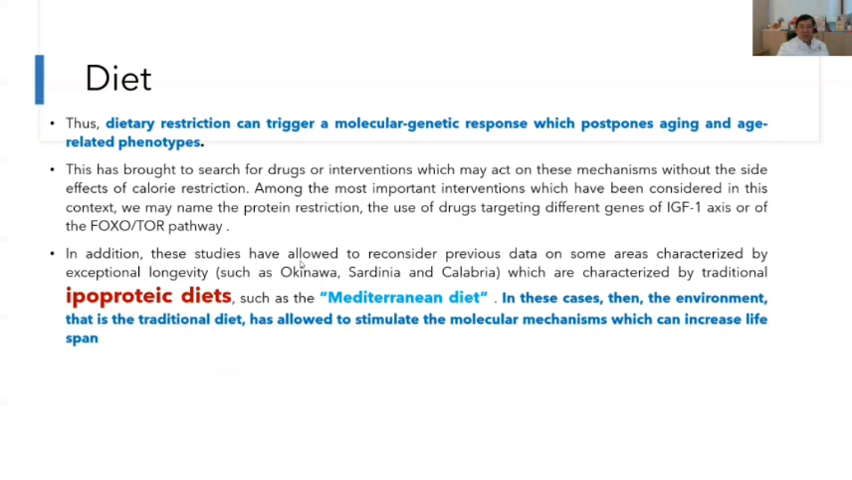 Diet
• Thus, dietary restriction can trigger a molecular-genetic response which postpones aging and age-
related phenotypes.
• This has brought to search for drugs or interventions which may act on these mechanisms without the side
effects of calorie restriction. Among the most important interventions which have been considered in this
context, we may name the protein restriction, the use of drugs targeting different genes of IGF-1 axis or of
the FOXO/TOR pathway .
• In addition, these studies have allowed to reconsider previous data on some areas characterized by
exceptional longevity (such as Okinawa, Sardinia and Calabria) which are characterized by traditional
ipoproteic diets, such as the “Mediterranean diet” . In these cases, then, the environment,
that is the traditional diet, has allowed to stimulate the molecular mechanisms which can increase life
span